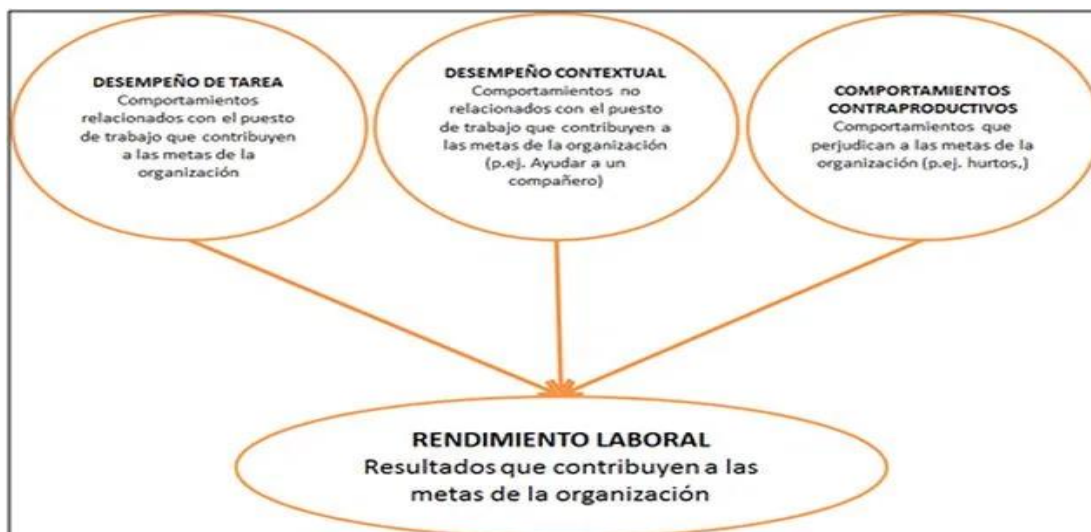 DESEMPEÑO DE TAREA
Comportamientos
relacionados con el puesto
de trabajo que contribuyen
a las metas de la
organización
DESEMPEÑO CONTEXTUAL
Comportamientos no
relacionados con el puesto
de trabajo que contribuyen a
las metas de la organización
(p.ej. Ayudar a un
compañero)
COMPORTAMIENTOS
CONTRAPRODUCTIVOS
Comportamientos que
perjudican a las metas de la
organización (p.ej. hurtos,)
RENDIMIENTO LABORAL
Resultados que contribuyen a las
metas de la organización